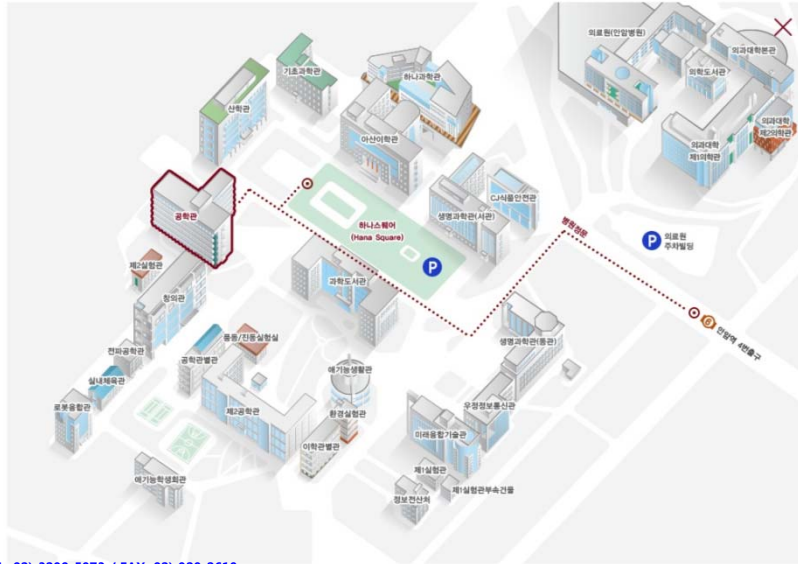 의료원(안암병원)
의과대학본관
의학도서관
의과대학
제2의학관
의과대학
제1의학관
기초과학관
하나과학관
산학관
아산이학관
CJ식품안전관
생명과학관(서관)
공학관
하나스퀘어
(Hana Square)
P
병원정문
P 의료원
주차빌딩
제2실험관
과학도서관
창의관
6 안암역 4번출구
생명과학관(동관)
전파공학관
공학관별관
풍동/진동실험실
애기능생활관
실내체육관
로봇융합관
제2공학관
환경실험관
우정정보통신관
이학관별관
미래융합기술관
제1실험관
애기능학생회관
정보전산처
제1실험관부속건물